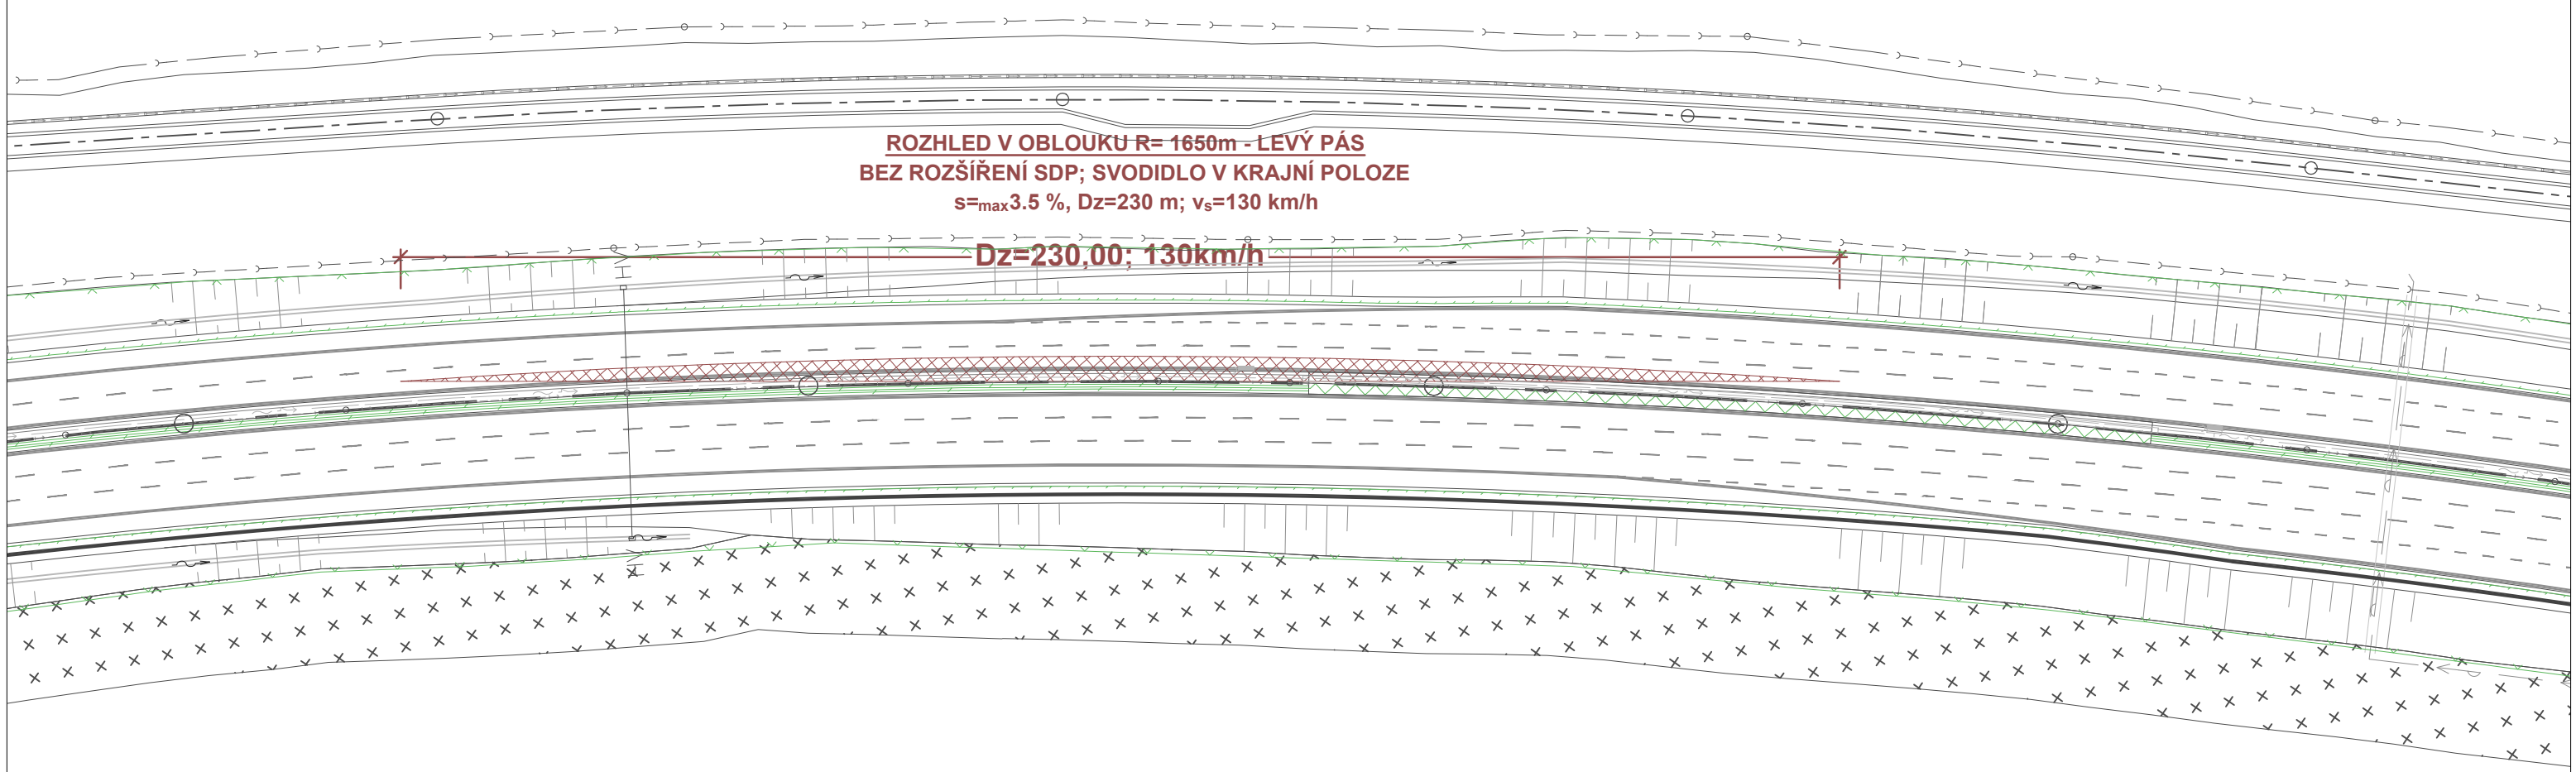 ROZHLED V OBLOUKU R= 1650m - LEVÝ PÁS
BEZ ROZŠÍŘENÍ SDP; SVODIDLO V KRAJNÍ POLOZE
s=max3.5 %, Dz=230 m; vs=130 km/h
Dz=230,00; 130km/h